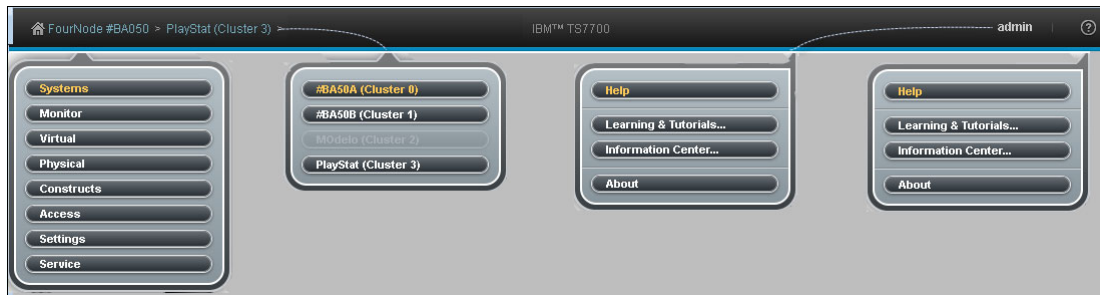 FourNode #BA050 > PlayStat (Cluster 3) >
IBM™ TS7700
admin
?
Systems
Monitor
Virtual
Physical
Constructs
Access
Settings
Service
#BA50A (Cluster 0)
#BA50B (Cluster 1)
MOdelo (Cluster 2)
PlayStat (Cluster 3)
Help
Learning & Tutorials...
Information Center...
About
Help
Learning & Tutorials...
Information Center...
About